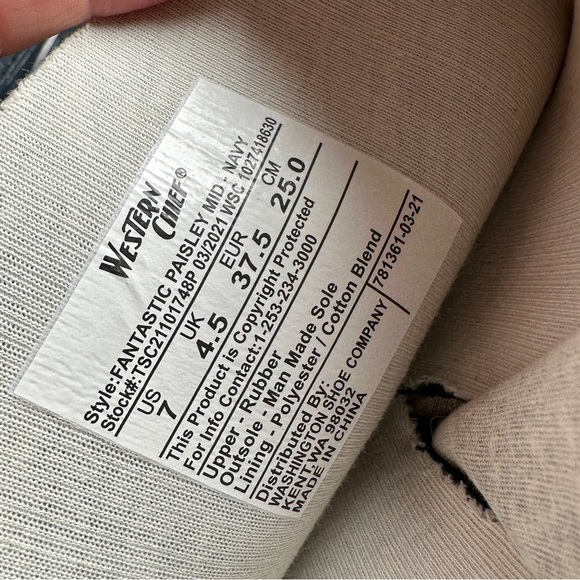 WESTERN
CHIEF®
Style:FANTASTIC PAISLEY MID - NAVY
Stock#:TSC21101748P 03/2021 WSC 1027418630
US UK EUR CM
7 4.5 37.5 25.0
This Product is Copyright Protected
For Info Contact:1-253-234-3000
Upper - Rubber
Outsole - Man Made Sole
Lining - Polyester / Cotton Blend
Distributed By:
WASHINGTON SHOE COMPANY
KENT,WA 98032
MADE IN CHINA
781361-03-21